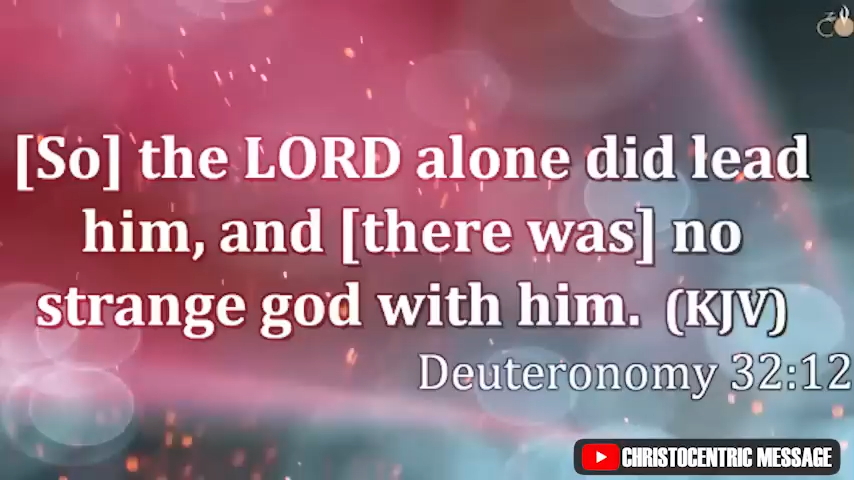 [So] the LORD alone did lead
him, and [there was] no
strange god with him. (KJV)
Deuteronomy 32:12
CHRISTOCENTRIC MESSAGE